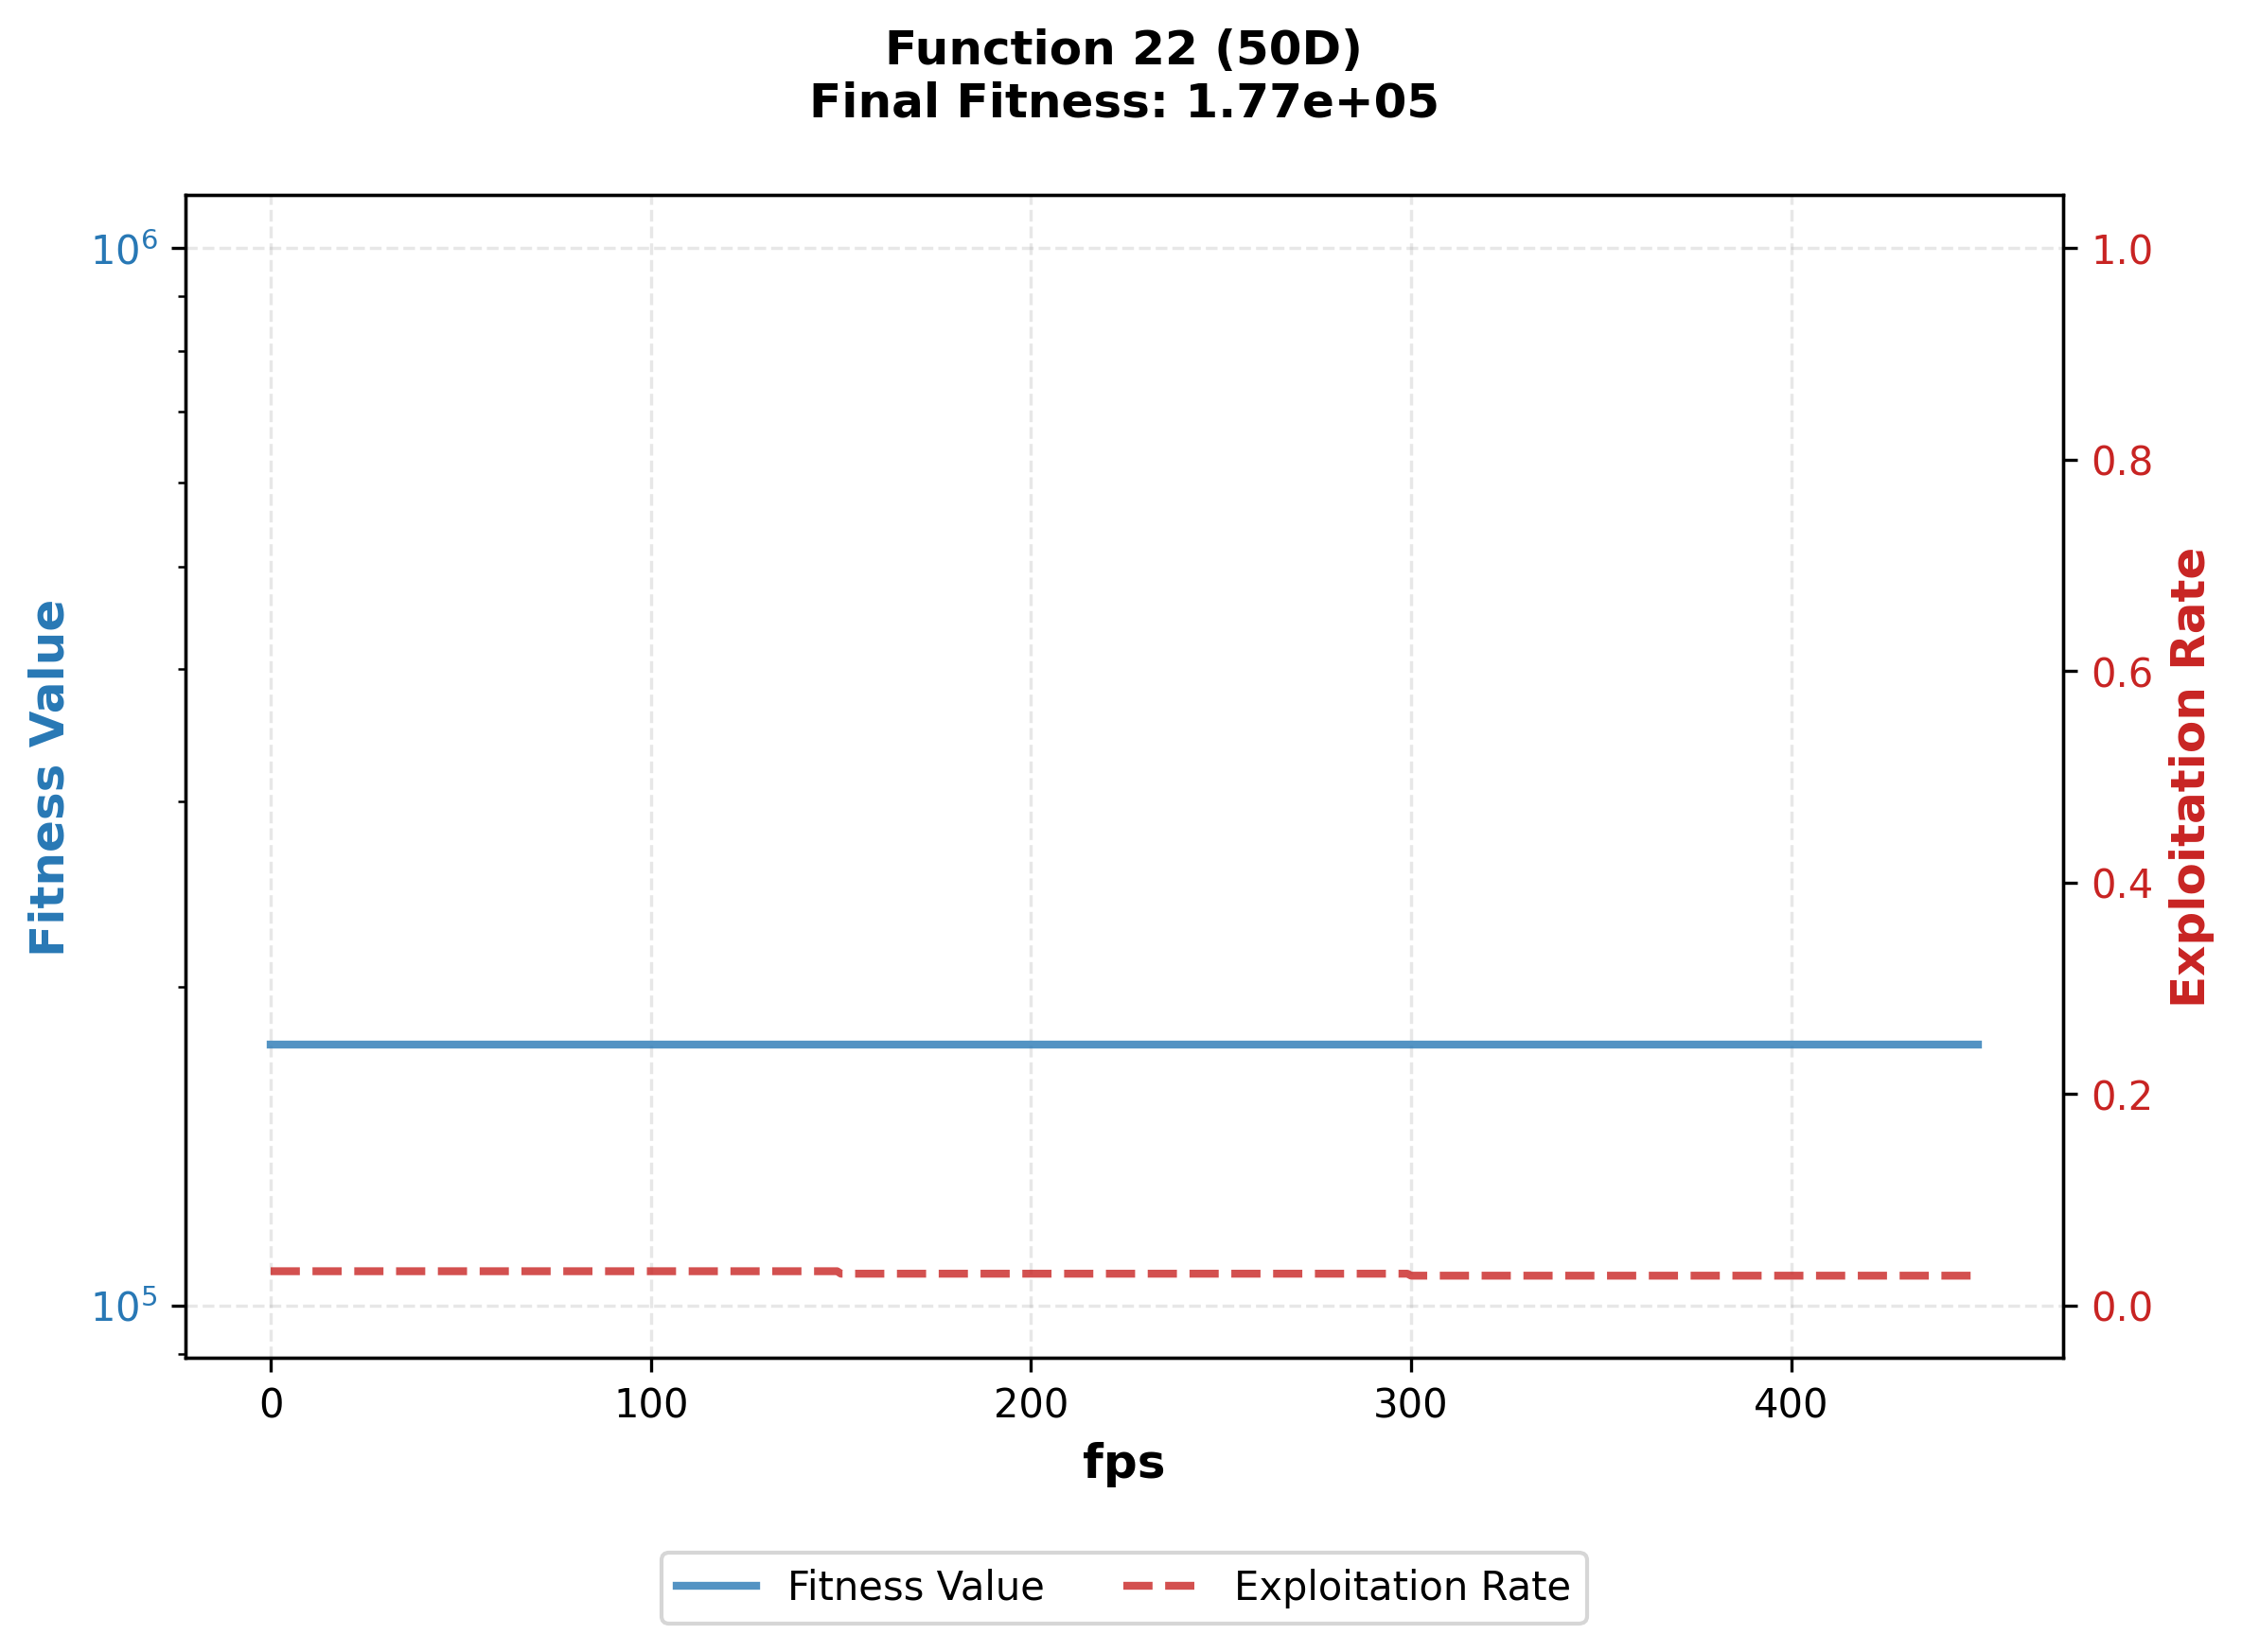 Function 22 (50D)
Final Fitness: 1.77e+05
Fitness Value
10⁶
10⁵
1.0
0.8
0.6
0.4
0.2
0.0
Exploitation Rate
0 100 200 300 400
fps
Fitness Value Exploitation Rate